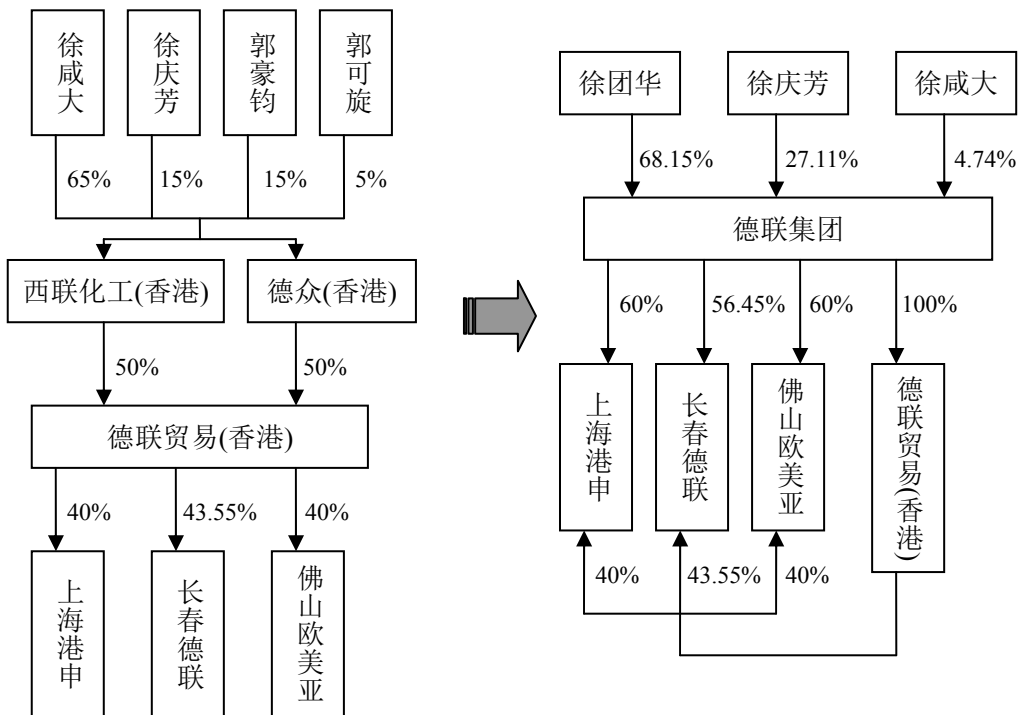 徐咸大
徐庆芳
郭豪钧
郭可旋
65%
15%
15%
5%
西联化工(香港)
德众(香港)
50%
50%
德联贸易(香港)
40%
43.55%
40%
上海港申
长春德联
佛山欧美亚
徐团华
徐庆芳
徐咸大
68.15%
27.11%
4.74%
德联集团
60%
56.45%
60%
100%
上海港申
长春德联
佛山欧美亚
德联贸易(香港)
40%
43.55%
40%